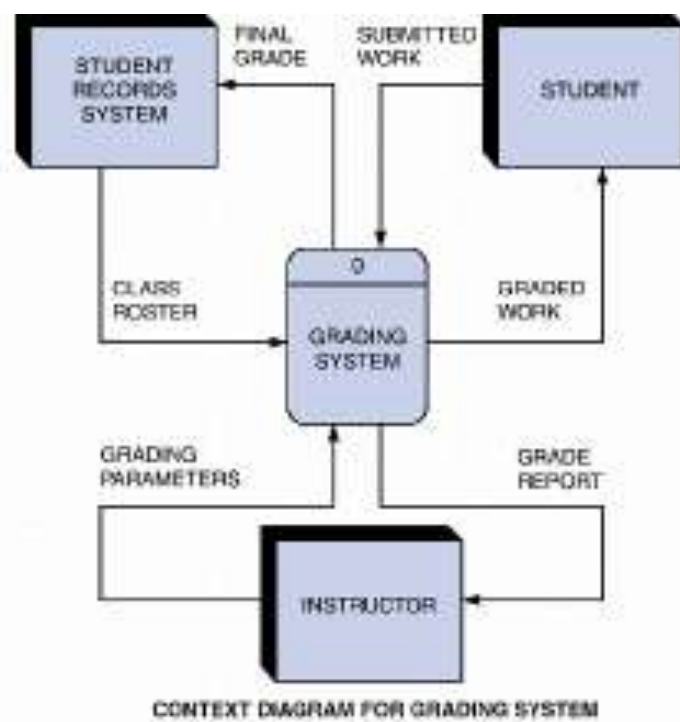 FINAL
GRADE
SUBMITTED
WORK
STUDENT
RECORDS
SYSTEM
STUDENT
0
GRADING
SYSTEM
CLASS
ROSTER
GRADED
WORK
GRADING
PARAMETERS
GRADE
REPORT
INSTRUCTOR
CONTEXT DIAGRAM FOR GRADING SYSTEM